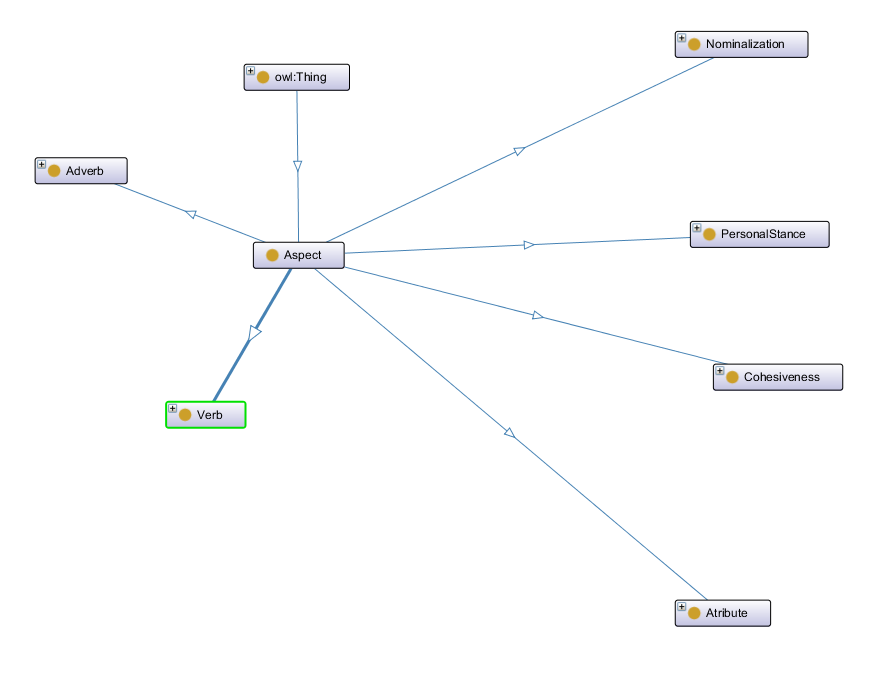 Nominalization
owl:Thing
Adverb
PersonalStance
Aspect
Cohesiveness
Verb
Atribute